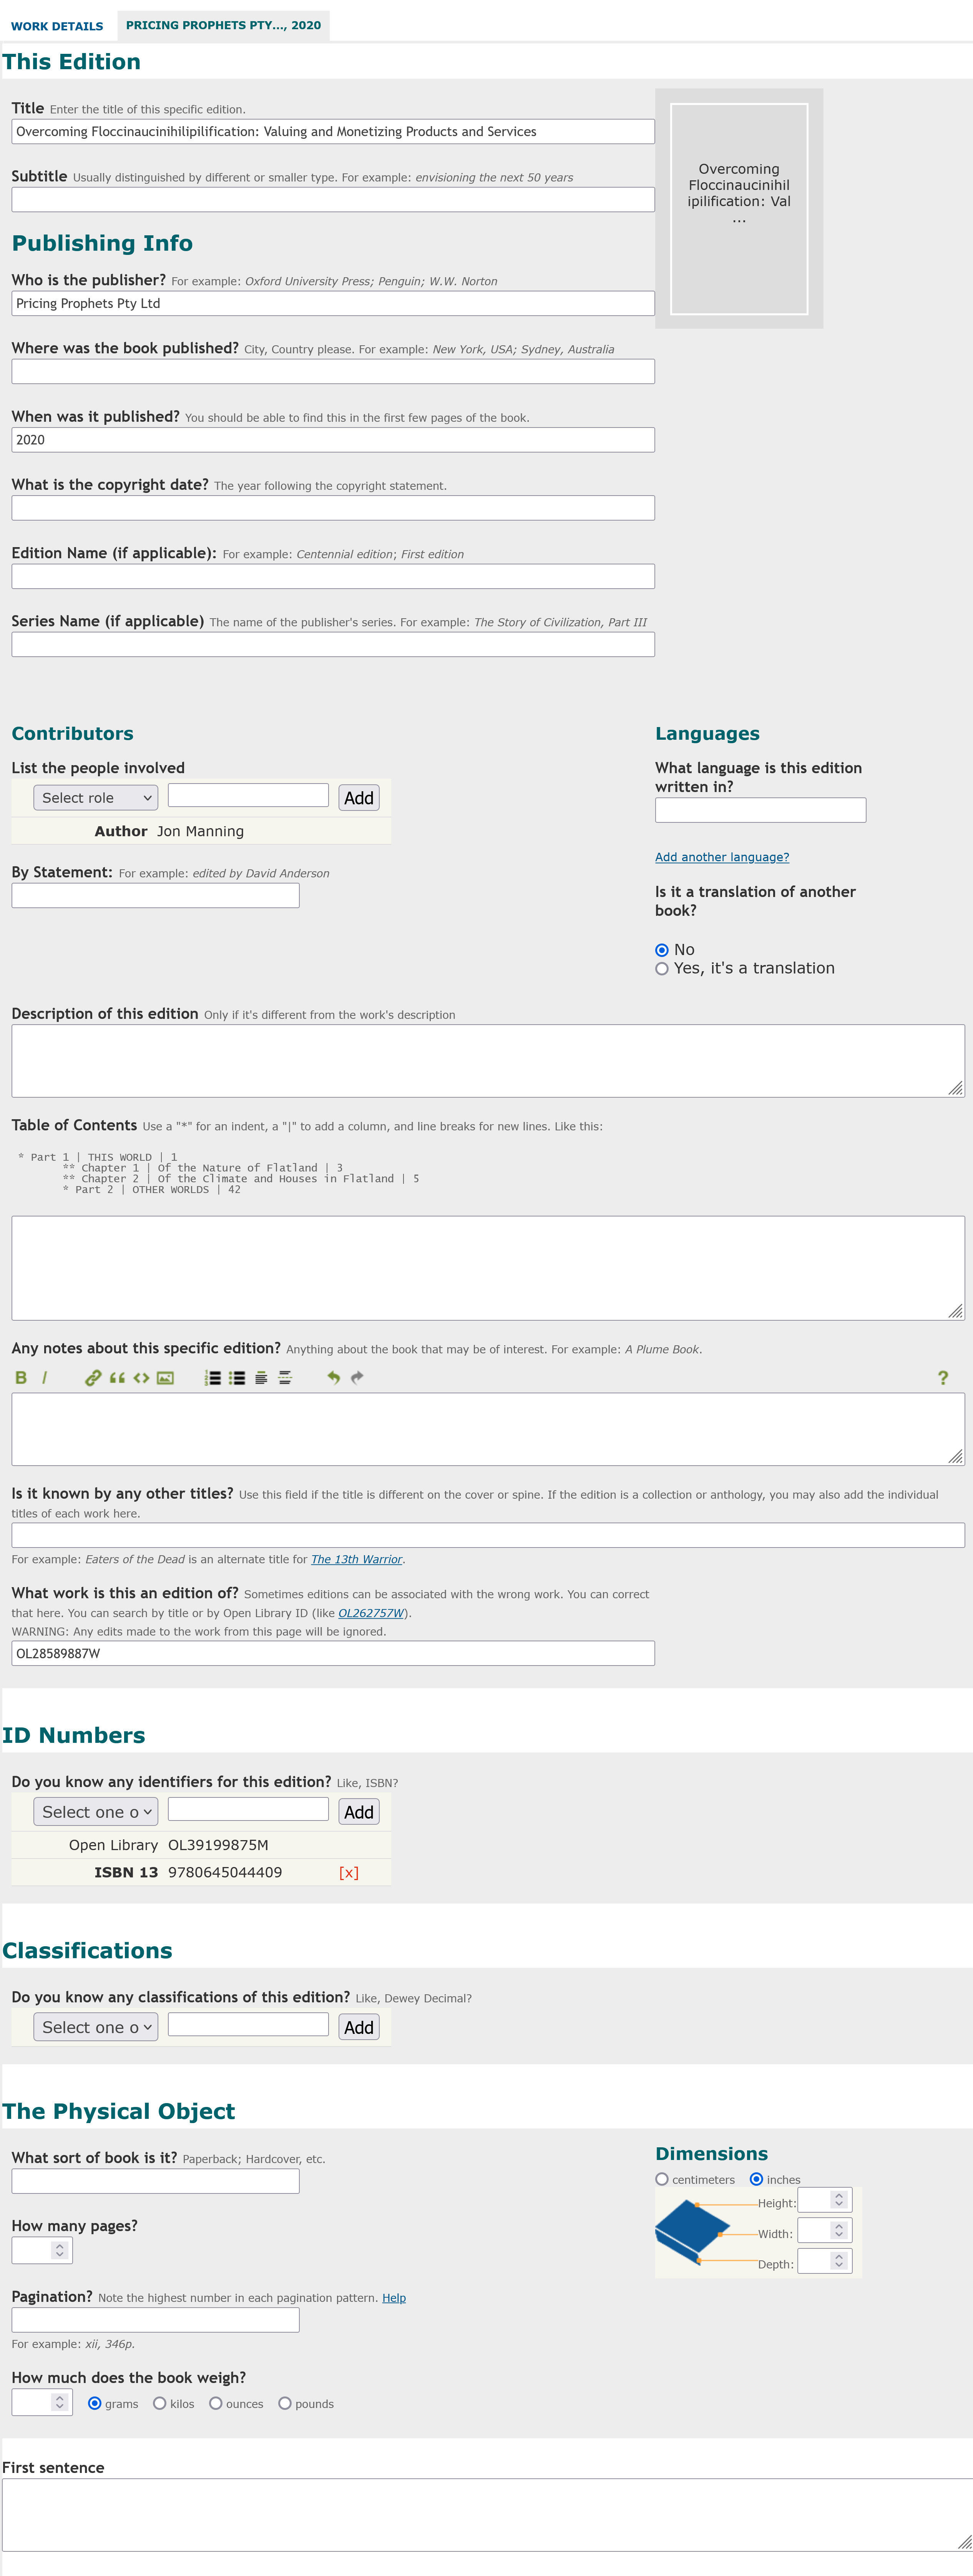 WORK DETAILS
PRICING PROPHETS PTY..., 2020
This Edition
Title Enter the title of this specific edition.
Overcoming Floccinaucinihilipilification: Valuing and Monetizing Products and Services
Overcoming
Floccinaucinihil
ipilification: Val
...
Subtitle Usually distinguished by different or smaller type. For example: envisioning the next 50 years
Publishing Info
Who is the publisher? For example: Oxford University Press; Penguin; W.W. Norton
Pricing Prophets Pty Ltd
Where was the book published? City, Country please. For example: New York, USA; Sydney, Australia
When was it published? You should be able to find this in the first few pages of the book.
2020
What is the copyright date? The year following the copyright statement.
Edition Name (if applicable): For example: Centennial edition; First edition
Series Name (if applicable) The name of the publisher's series. For example: The Story of Civilization, Part III
Contributors
List the people involved
Select role
Add
Author Jon Manning
By Statement: For example: edited by David Anderson
Languages
What language is this edition
written in?
Add another language?
Is it a translation of another
book?
No
Yes, it's a translation
Description of this edition Only if it's different from the work's description
Table of Contents Use a "*" for an indent, a "|" to add a column, and line breaks for new lines. Like this:
* Part 1 | THIS WORLD | 1
** Chapter 1 | Of the Nature of Flatland | 3
** Chapter 2 | Of the Climate and Houses in Flatland | 5
* Part 2 | OTHER WORLDS | 42
Any notes about this specific edition? Anything about the book that may be of interest. For example: A Plume Book.
B I ?
Is it known by any other titles? Use this field if the title is different on the cover or spine. If the edition is a collection or anthology, you may also add the individual
titles of each work here.
For example: Eaters of the Dead is an alternate title for The 13th Warrior.
What work is this an edition of? Sometimes editions can be associated with the wrong work. You can correct
that here. You can search by title or by Open Library ID (like OL262757W).
WARNING: Any edits made to the work from this page will be ignored.
OL28589887W
ID Numbers
Do you know any identifiers for this edition? Like, ISBN?
Select one o
Add
Open Library OL39199875M
ISBN 13 9780645044409 [x]
Classifications
Do you know any classifications of this edition? Like, Dewey Decimal?
Select one o
Add
The Physical Object
What sort of book is it? Paperback; Hardcover, etc.
How many pages?
Pagination? Note the highest number in each pagination pattern. Help
For example: xii, 346p.
How much does the book weigh?
grams kilos ounces pounds
Dimensions
centimeters inches
Height:
Width:
Depth:
First sentence